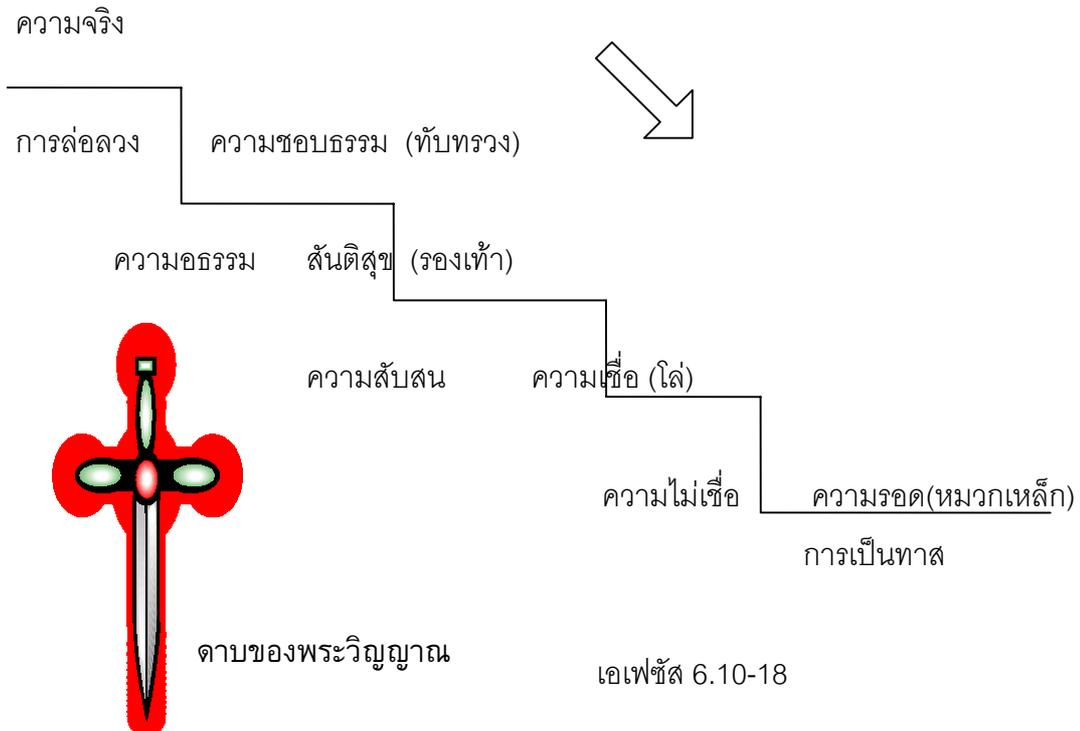 ความจริง
การล่อลวง ความชอบธรรม (ทับทรวง)
ความอธรรม สันติสุข (รองเท้า)
ความสับสน ความเชื่อ (โล่)
ความไม่เชื่อ ความรอด(หมวกเหล็ก)
การเป็นทาส
ดาบของพระวิญญาณ
เอเฟซัส 6.10-18